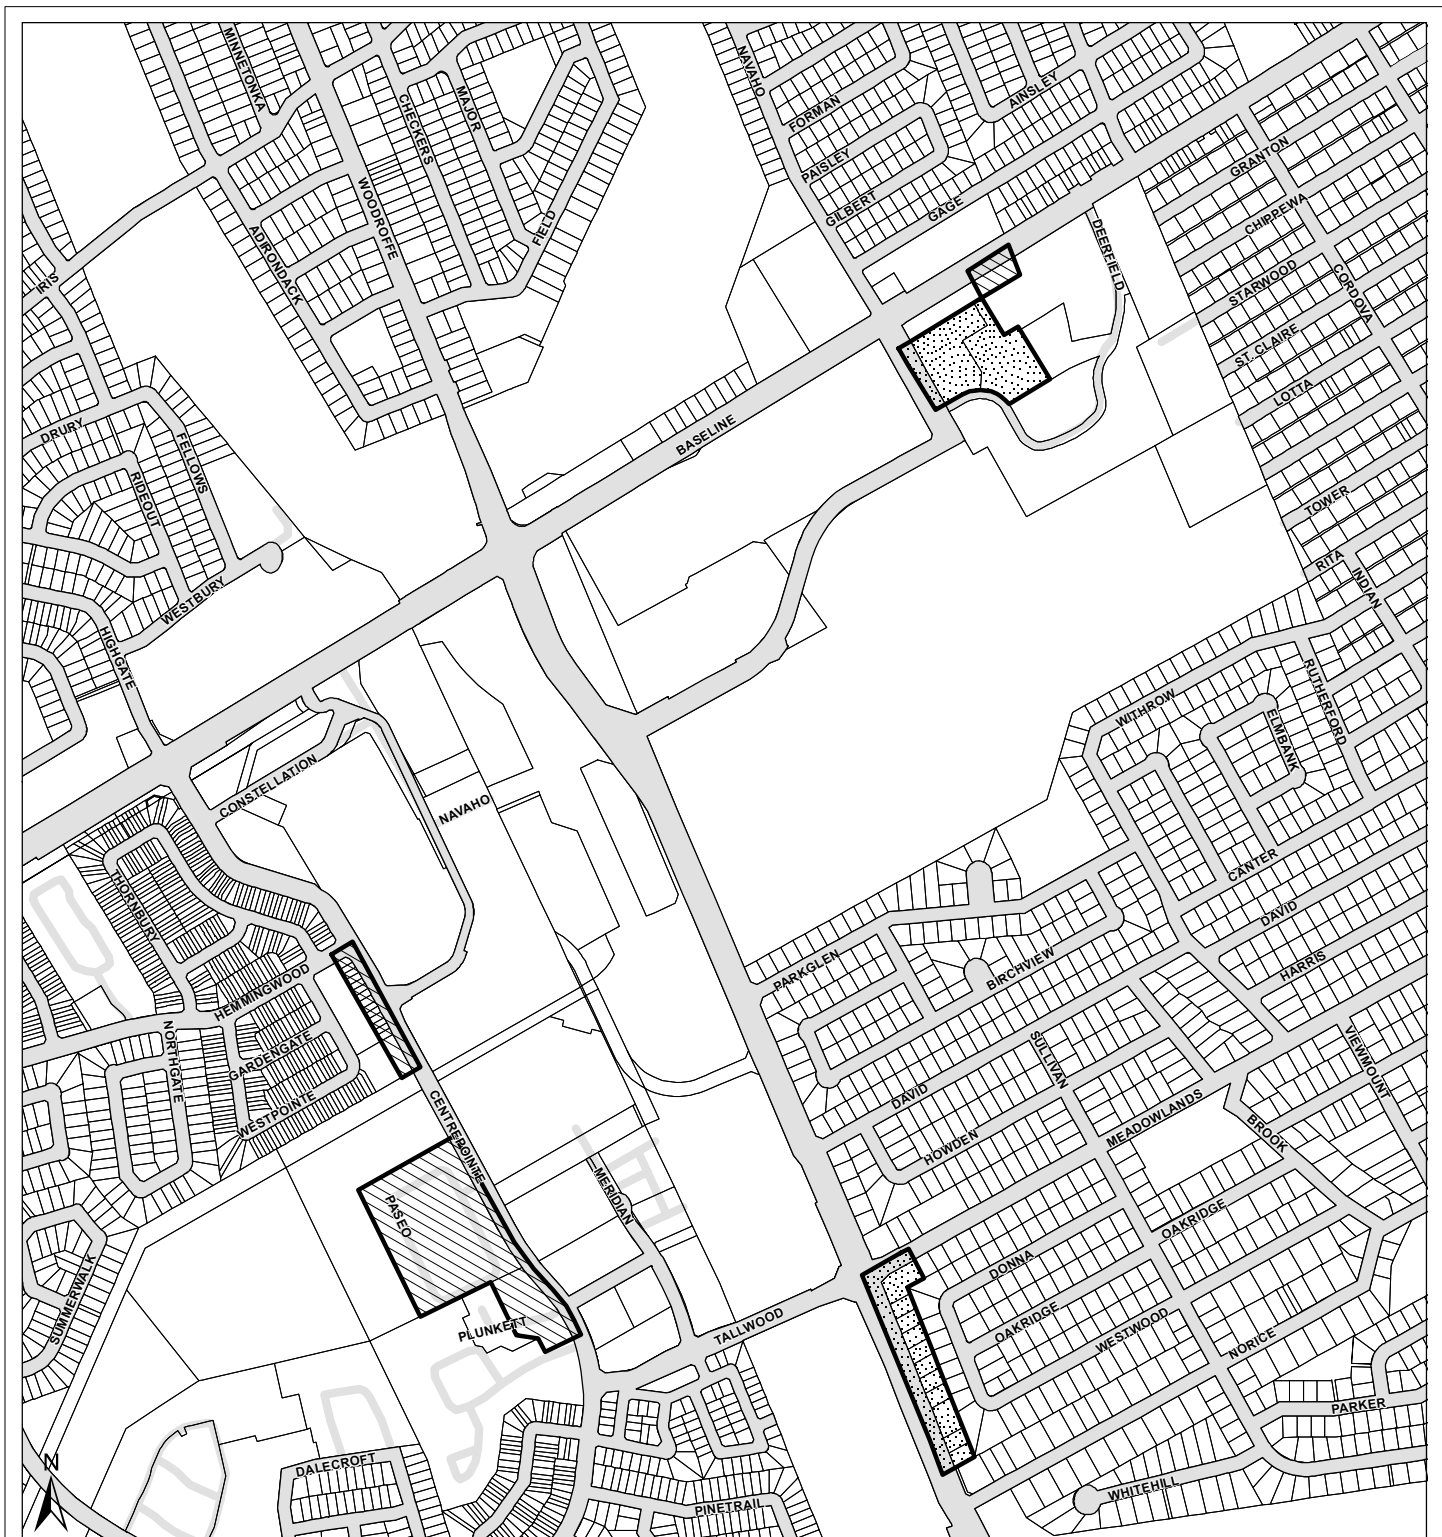 MINNETONKA
NAVAHO
MAJOR
CHECKERS
AINSLEY
FORMAN
PAISLEY
GRANTON
WOODROFFE
GILBERT
GAGE
CHIPPEWA
FIELD
ADIRONDACK
DEERFIELD
IRIS
STARWOOD
CORDOVA
ST. CLAIRE
LOTTA
BASELINE
DRURY
FELLOWS
RIDEOUT
TOWER
RITA
INDIAN
WESTBURY
HIGHGATE
RUTHERFORD
WITHROW
ELMBANK
CONSTELLATION
NAVAHO
CANTER
THORNBURY
DAVID
PARKGLEN
BIRCHVIEW
HARRIS
HEMMINGWOOD
NORTHGATE
GARDENGATE
SULLIVAN
VIEWMOUNT
DAVID
WESTPOINTE
CENTREPOINTE
MEADOWLANDS
BROOK
HOWDEN
PASEO
MERIDIAN
OAKRIDGE
DONNA
SUMMERWALK
PLUNKETT
TALLWOOD
OAKRIDGE
WESTWOOD
NORICE
PARKER
N
DALECROFT
WHITEHILL
PINETRAIL